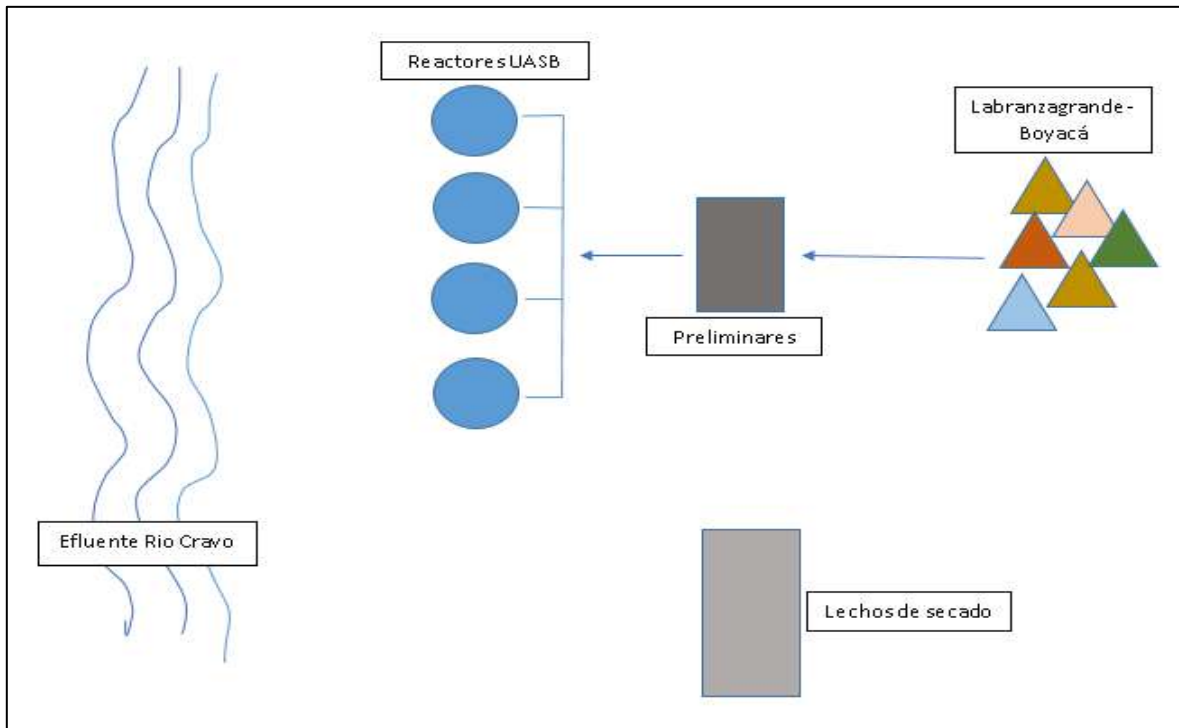 Reactores UASB
Labranzagrande-
Boyacá
Preliminares
Efluente Rio Cravo
Lechos de secado